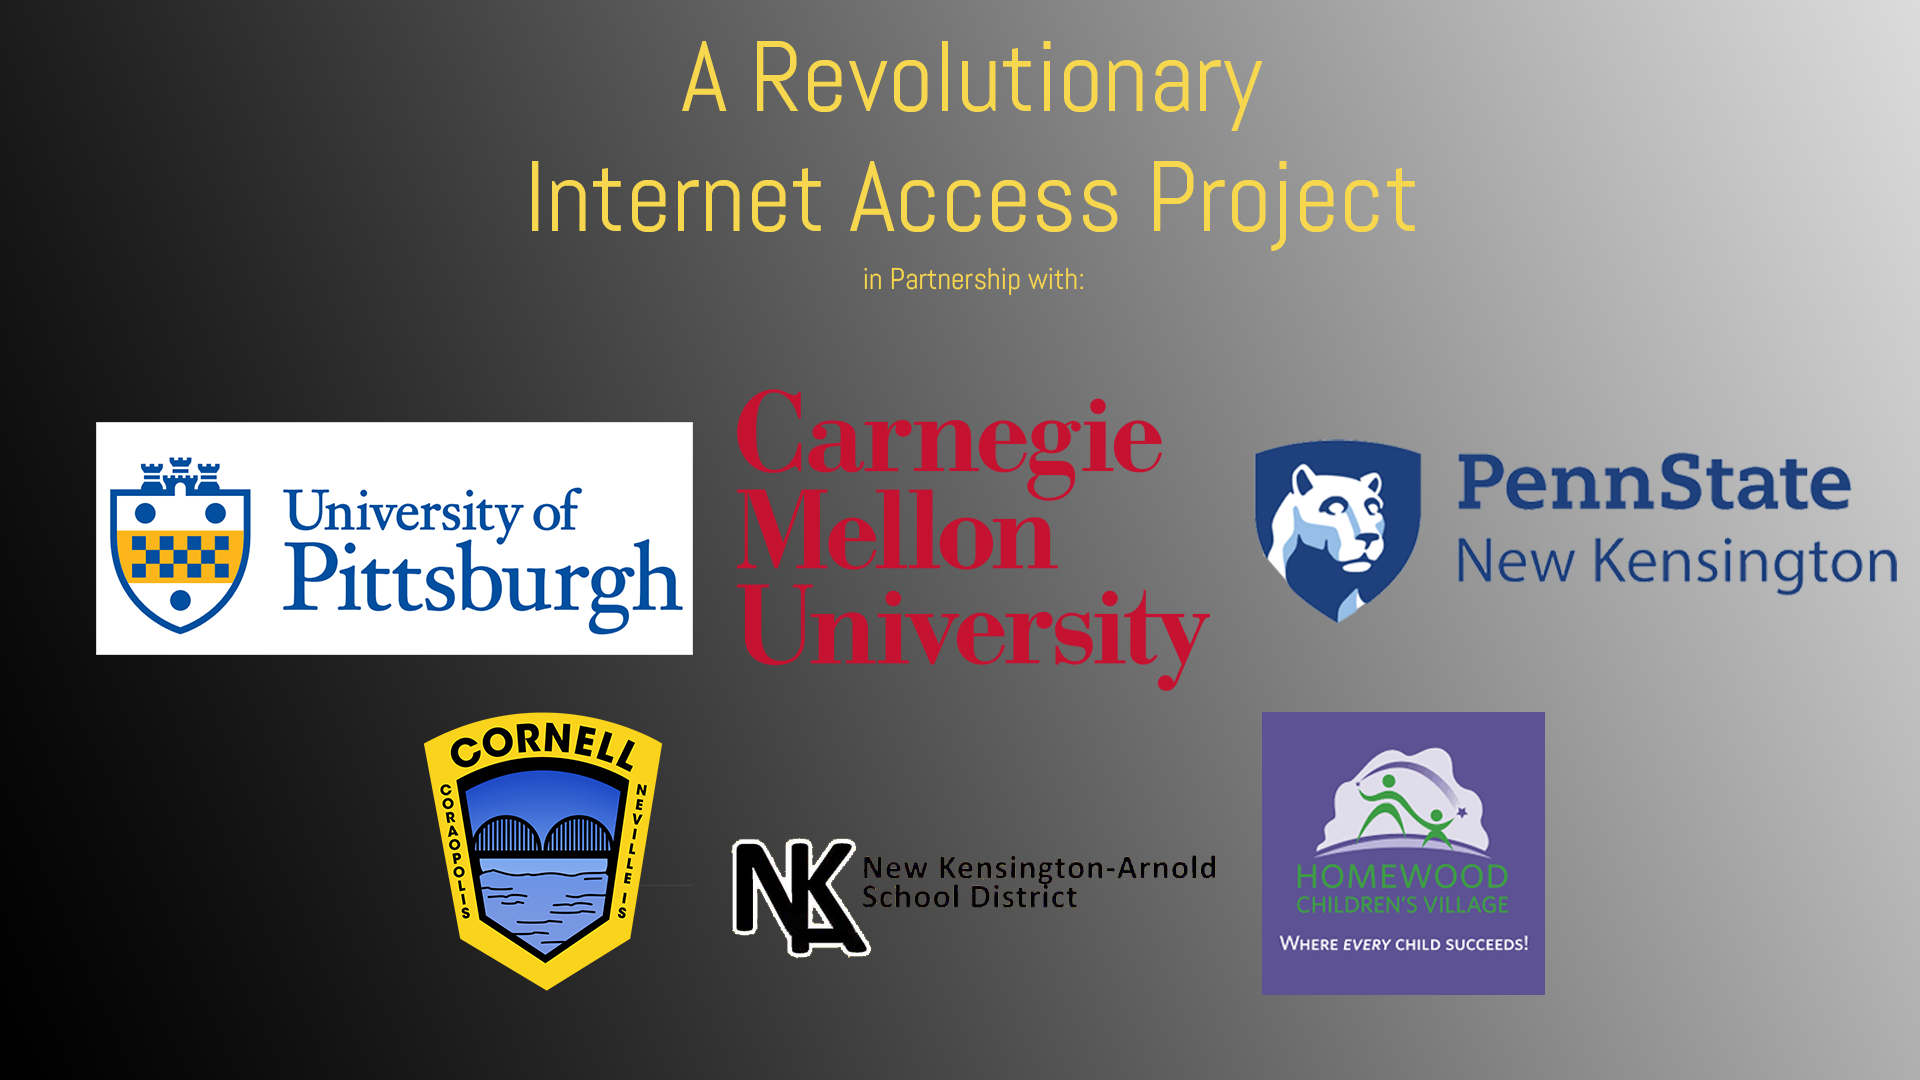 A Revolutionary
Internet Access Project
in Partnership with:
University of
Pittsburgh
Carnegie
Mellon
University
PennState
New Kensington
CORNELL
CORAOPOLIS
NEVILLE IS
NKA
New Kensington-Arnold
School District
HOMEWOOD
CHILDREN'S VILLAGE
WHERE EVERY CHILD SUCCEEDS!